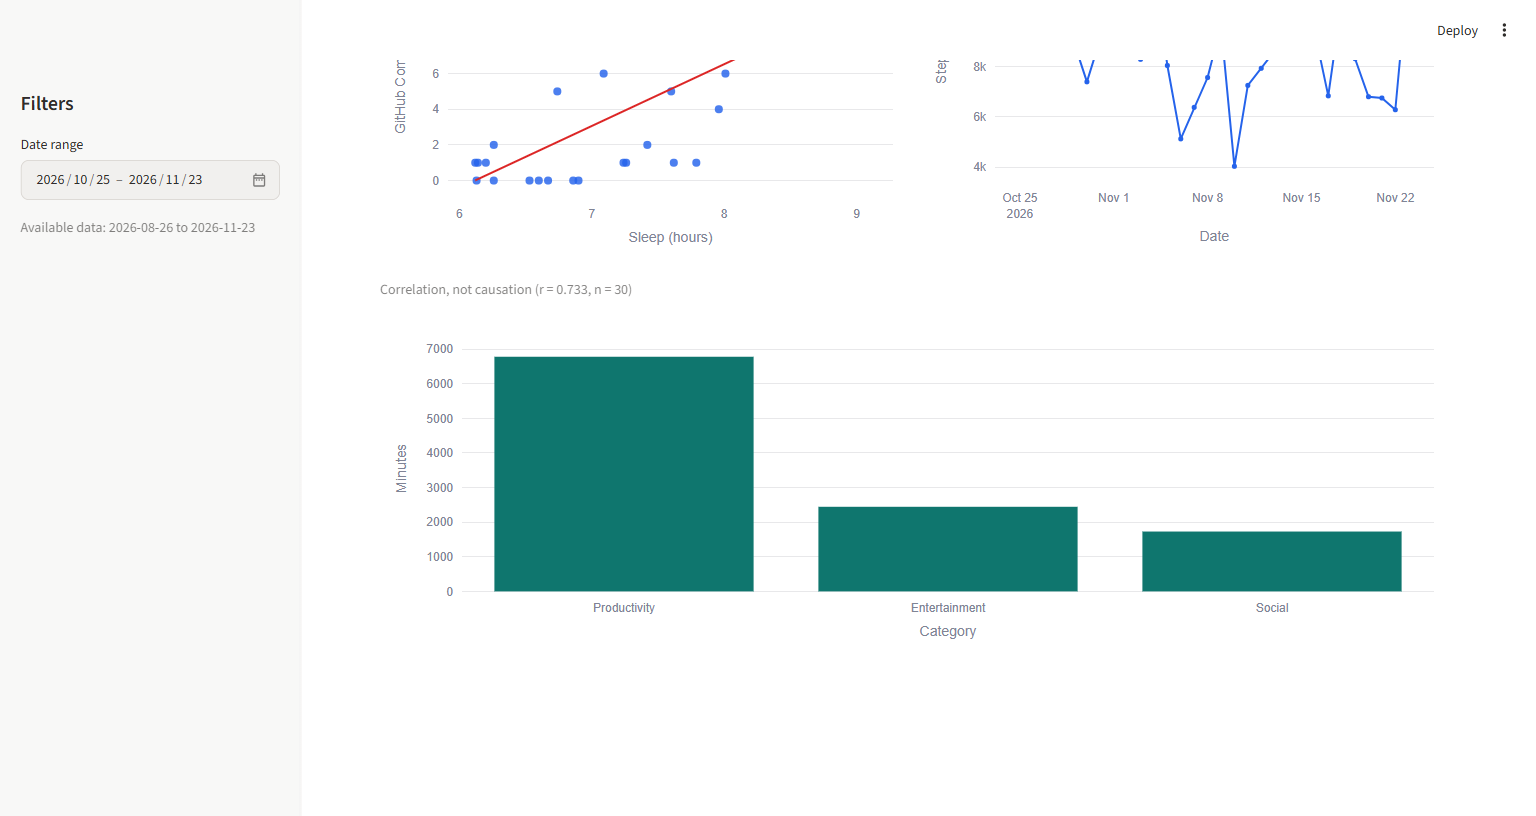 Deploy
Filters
Date range
2026/10/25 – 2026/11/23
Available data: 2026-08-26 to 2026-11-23
GitHub
6
4
2
0
6 7 8 9
Sleep (hours)
8k
6k
4k
Oct 25 Nov 1 Nov 8 Nov 15 Nov 22
2026
Date
Correlation, not causation (r = 0.733, n = 30)
Minutes
7000
6000
5000
4000
3000
2000
1000
0
Productivity Entertainment Social
Category